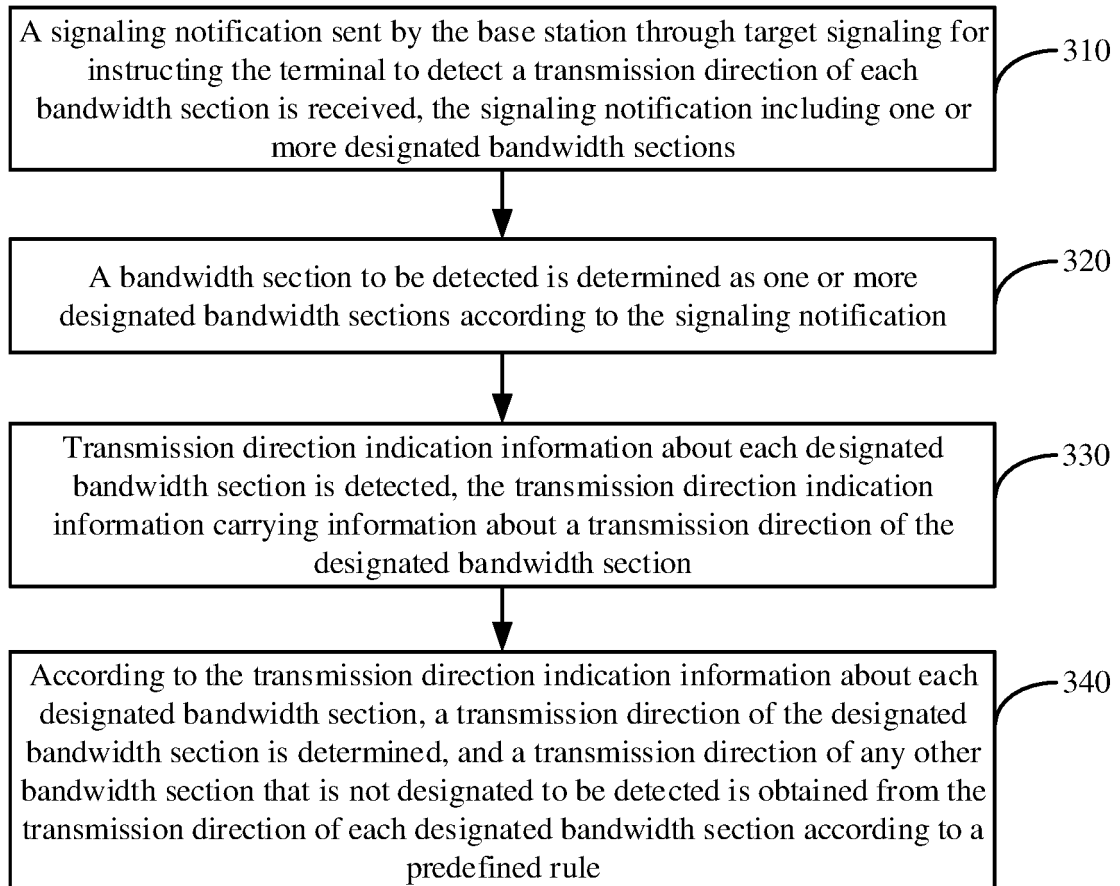 A signaling notification sent by the base station through target signaling for
instructing the terminal to detect a transmission direction of each
bandwidth section is received, the signaling notification including one or
more designated bandwidth sections
310
A bandwidth section to be detected is determined as one or more
designated bandwidth sections according to the signaling notification
320
Transmission direction indication information about each designated
bandwidth section is detected, the transmission direction indication
information carrying information about a transmission direction of the
designated bandwidth section
330
According to the transmission direction indication information about each
designated bandwidth section, a transmission direction of the designated
bandwidth section is determined, and a transmission direction of any other
bandwidth section that is not designated to be detected is obtained from the
transmission direction of each designated bandwidth section according to a
predefined rule
340